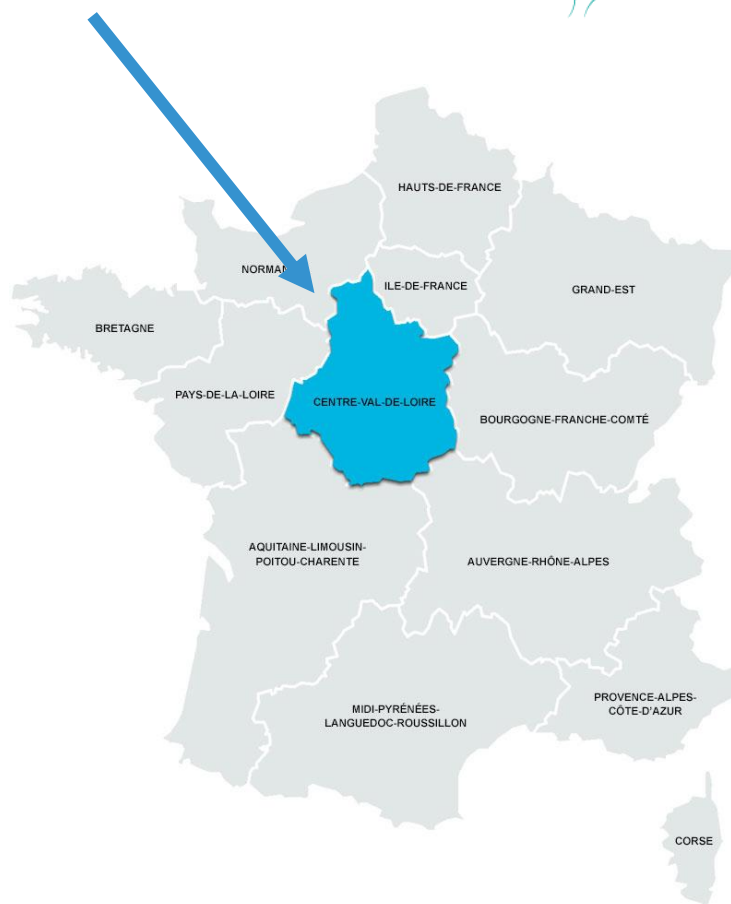 HAUTS-DE-FRANCE
NORMAN
ILE-DE-FRANCE
GRAND-EST
BRETAGNE
PAYS-DE-LA-LOIRE
CENTRE-VAL-DE-LOIRE
BOURGOGNE-FRANCHE-COMTÉ
AQUITAINE-LIMOUSIN-
POITOU-CHARENTE
AUVERGNE-RHÔNE-ALPES
MIDI-PYRÉNÉES-
LANGUEDOC-ROUSSILLON
PROVENCE-ALPES-
CÔTE-D'AZUR
CORSE